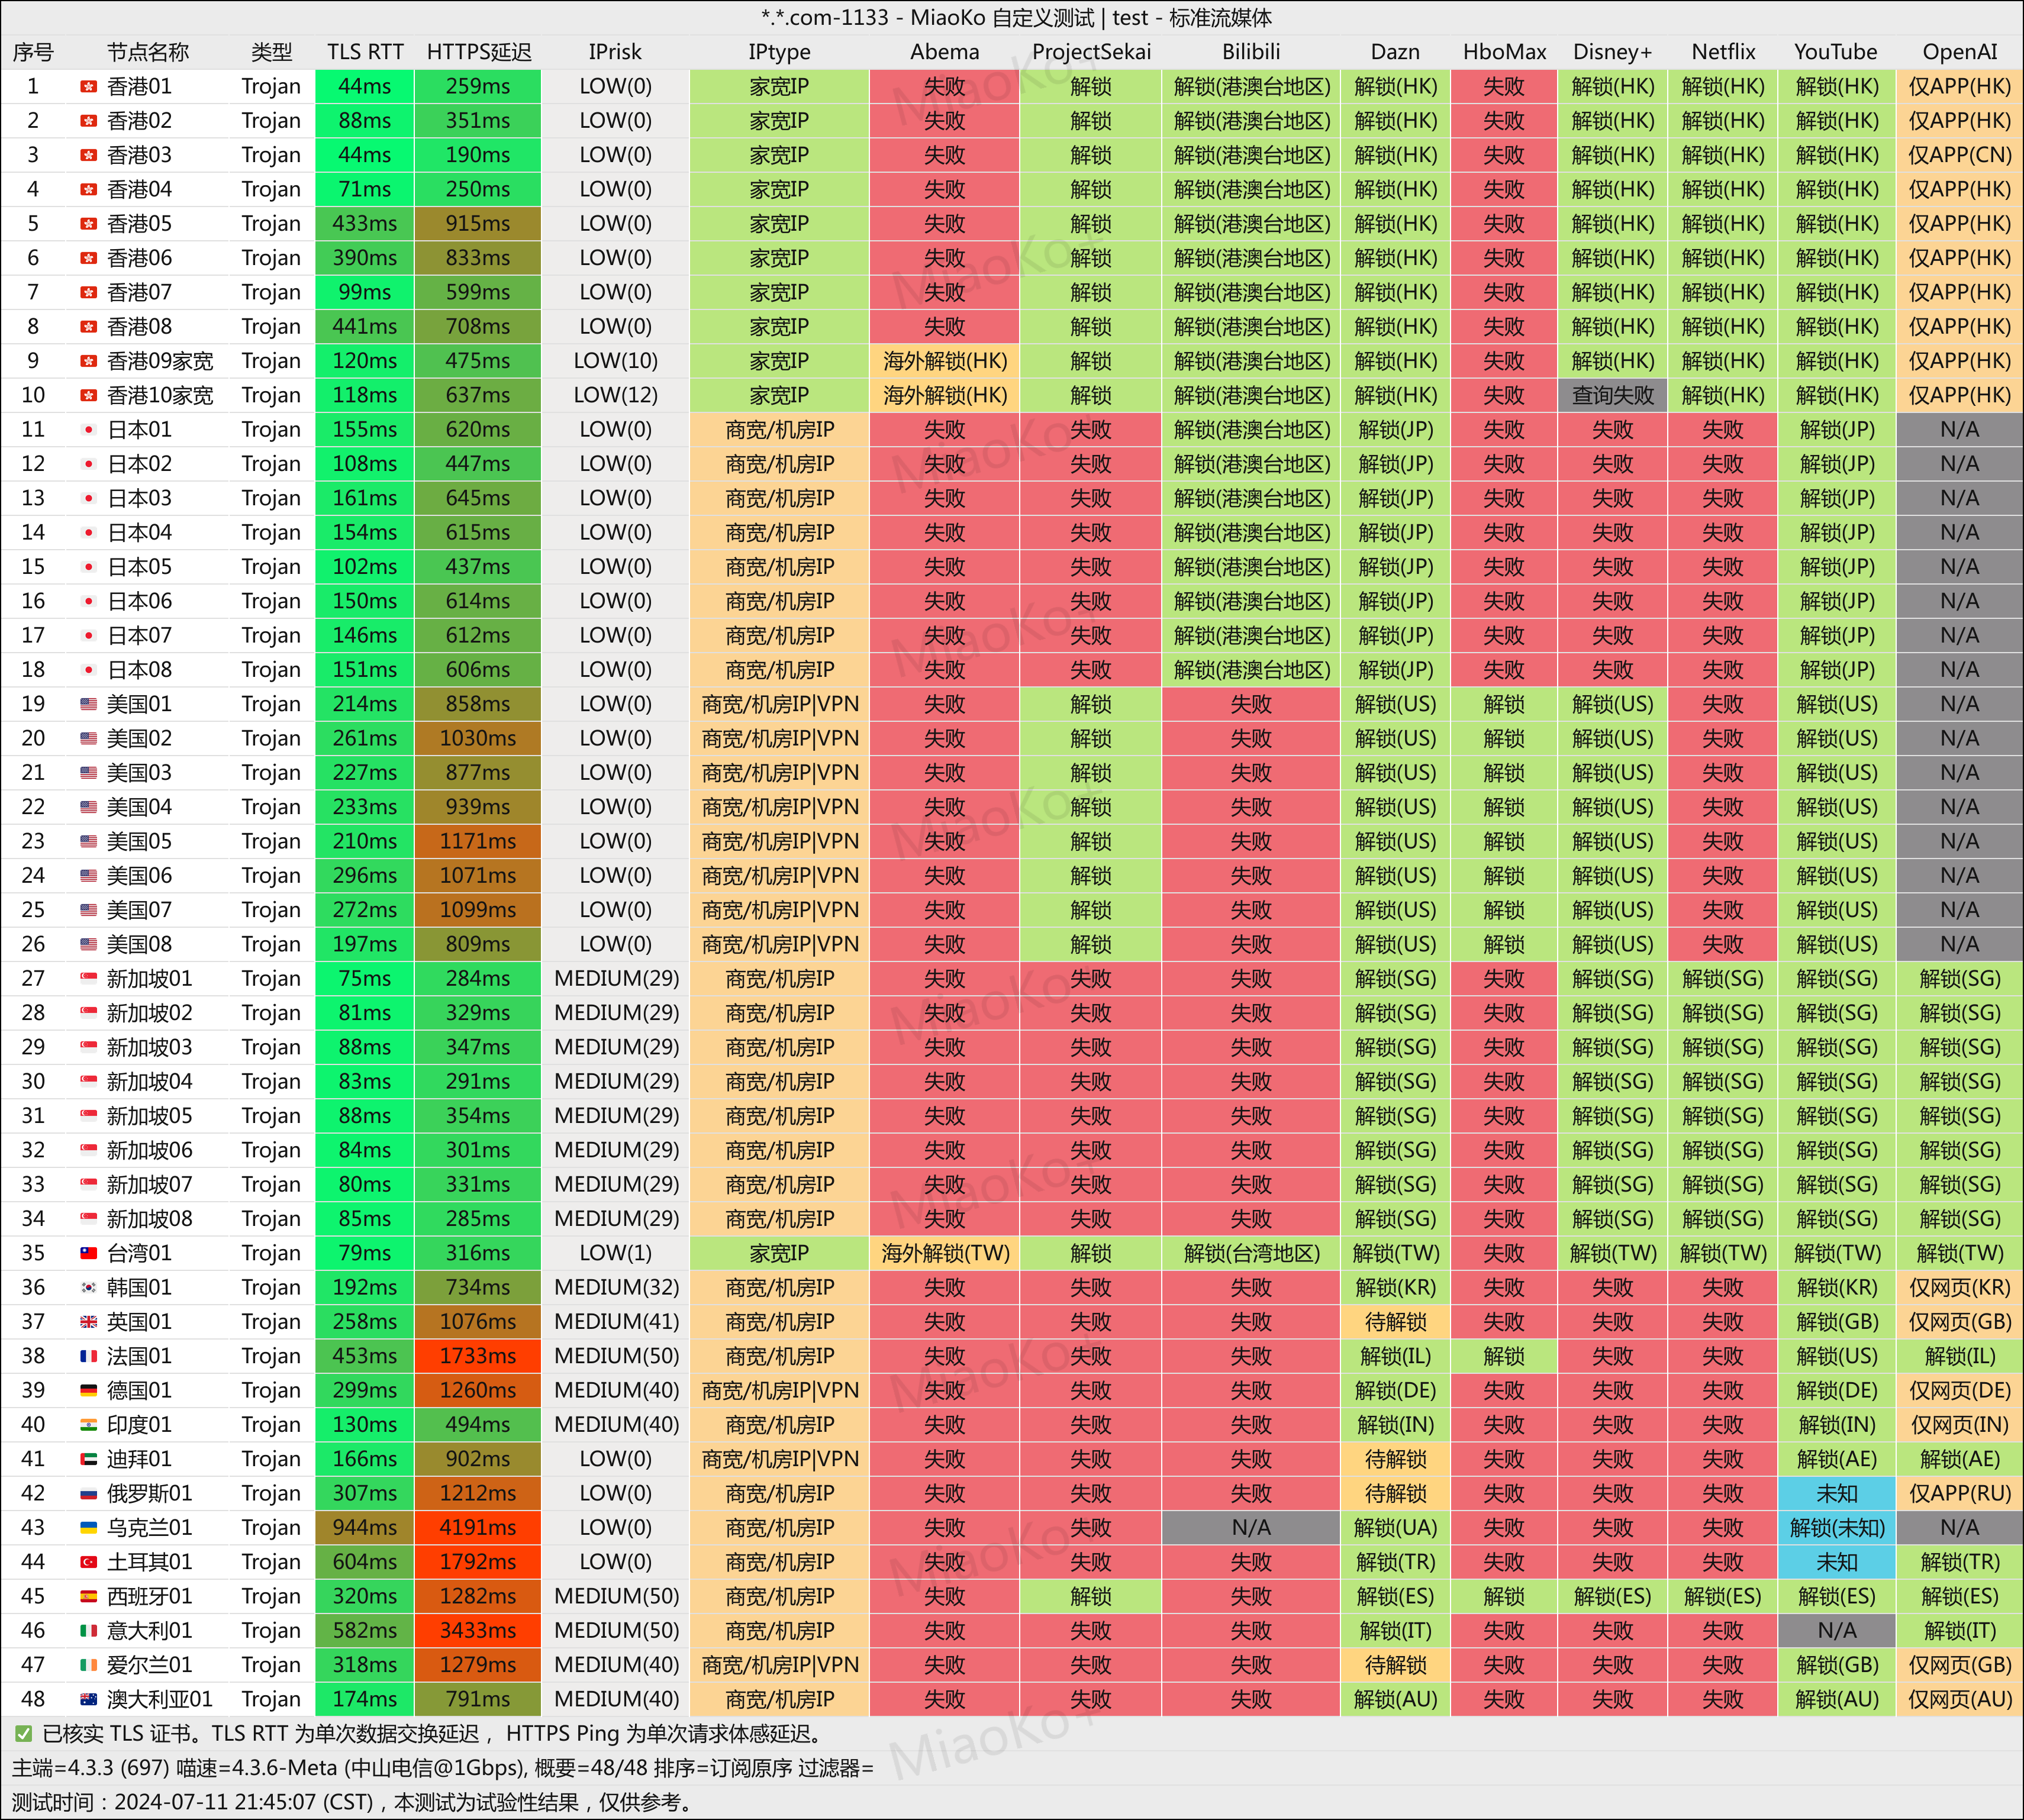 *.*.com-1133 - MiaoKo 自定义测试 | test - 标准流媒体
序号 节点名称 类型 TLS RTT HTTPS延迟 IPrisk IPtype Abema ProjectSekai Bilibili Dazn HboMax Disney+ Netflix YouTube OpenAI
1 香港01 Trojan 44ms 259ms LOW(0) 家宽IP 失败 解锁 解锁(港澳台地区) 解锁(HK) 失败 解锁(HK) 解锁(HK) 解锁(HK) 仅APP(HK)
2 香港02 Trojan 88ms 351ms LOW(0) 家宽IP 失败 解锁 解锁(港澳台地区) 解锁(HK) 失败 解锁(HK) 解锁(HK) 解锁(HK) 仅APP(HK)
3 香港03 Trojan 44ms 190ms LOW(0) 家宽IP 失败 解锁 解锁(港澳台地区) 解锁(HK) 失败 解锁(HK) 解锁(HK) 解锁(HK) 仅APP(CN)
4 香港04 Trojan 71ms 250ms LOW(0) 家宽IP 失败 解锁 解锁(港澳台地区) 解锁(HK) 失败 解锁(HK) 解锁(HK) 解锁(HK) 仅APP(HK)
5 香港05 Trojan 433ms 915ms LOW(0) 家宽IP 失败 解锁 解锁(港澳台地区) 解锁(HK) 失败 解锁(HK) 解锁(HK) 解锁(HK) 仅APP(HK)
6 香港06 Trojan 390ms 833ms LOW(0) 家宽IP 失败 解锁 解锁(港澳台地区) 解锁(HK) 失败 解锁(HK) 解锁(HK) 解锁(HK) 仅APP(HK)
7 香港07 Trojan 99ms 599ms LOW(0) 家宽IP 失败 解锁 解锁(港澳台地区) 解锁(HK) 失败 解锁(HK) 解锁(HK) 解锁(HK) 仅APP(HK)
8 香港08 Trojan 441ms 708ms LOW(0) 家宽IP 失败 解锁 解锁(港澳台地区) 解锁(HK) 失败 解锁(HK) 解锁(HK) 解锁(HK) 仅APP(HK)
9 香港09家宽 Trojan 120ms 475ms LOW(10) 家宽IP 海外解锁(HK) 解锁 解锁(港澳台地区) 解锁(HK) 失败 解锁(HK) 解锁(HK) 解锁(HK) 仅APP(HK)
10 香港10家宽 Trojan 118ms 637ms LOW(12) 家宽IP 海外解锁(HK) 解锁 解锁(港澳台地区) 解锁(HK) 失败 查询失败 解锁(HK) 解锁(HK) 仅APP(HK)
11 日本01 Trojan 155ms 620ms LOW(0) 商宽/机房IP 失败 失败 解锁(港澳台地区) 解锁(JP) 失败 失败 失败 解锁(JP) N/A
12 日本02 Trojan 108ms 447ms LOW(0) 商宽/机房IP 失败 失败 解锁(港澳台地区) 解锁(JP) 失败 失败 失败 解锁(JP) N/A
13 日本03 Trojan 161ms 645ms LOW(0) 商宽/机房IP 失败 失败 解锁(港澳台地区) 解锁(JP) 失败 失败 失败 解锁(JP) N/A
14 日本04 Trojan 154ms 615ms LOW(0) 商宽/机房IP 失败 失败 解锁(港澳台地区) 解锁(JP) 失败 失败 失败 解锁(JP) N/A
15 日本05 Trojan 102ms 437ms LOW(0) 商宽/机房IP 失败 失败 解锁(港澳台地区) 解锁(JP) 失败 失败 失败 解锁(JP) N/A
16 日本06 Trojan 150ms 614ms LOW(0) 商宽/机房IP 失败 失败 解锁(港澳台地区) 解锁(JP) 失败 失败 失败 解锁(JP) N/A
17 日本07 Trojan 146ms 612ms LOW(0) 商宽/机房IP 失败 失败 解锁(港澳台地区) 解锁(JP) 失败 失败 失败 解锁(JP) N/A
18 日本08 Trojan 151ms 606ms LOW(0) 商宽/机房IP 失败 失败 解锁(港澳台地区) 解锁(JP) 失败 失败 失败 解锁(JP) N/A
19 美国01 Trojan 214ms 858ms LOW(0) 商宽/机房IP|VPN 失败 解锁 失败 解锁(US) 解锁 解锁(US) 失败 解锁(US) N/A
20 美国02 Trojan 261ms 1030ms LOW(0) 商宽/机房IP|VPN 失败 解锁 失败 解锁(US) 解锁 解锁(US) 失败 解锁(US) N/A
21 美国03 Trojan 227ms 877ms LOW(0) 商宽/机房IP|VPN 失败 解锁 失败 解锁(US) 解锁 解锁(US) 失败 解锁(US) N/A
22 美国04 Trojan 233ms 939ms LOW(0) 商宽/机房IP|VPN 失败 解锁 失败 解锁(US) 解锁 解锁(US) 失败 解锁(US) N/A
23 美国05 Trojan 210ms 1171ms LOW(0) 商宽/机房IP|VPN 失败 解锁 失败 解锁(US) 解锁 解锁(US) 失败 解锁(US) N/A
24 美国06 Trojan 296ms 1071ms LOW(0) 商宽/机房IP|VPN 失败 解锁 失败 解锁(US) 解锁 解锁(US) 失败 解锁(US) N/A
25 美国07 Trojan 272ms 1099ms LOW(0) 商宽/机房IP|VPN 失败 解锁 失败 解锁(US) 解锁 解锁(US) 失败 解锁(US) N/A
26 美国08 Trojan 197ms 809ms LOW(0) 商宽/机房IP|VPN 失败 解锁 失败 解锁(US) 解锁 解锁(US) 失败 解锁(US) N/A
27 新加坡01 Trojan 75ms 284ms MEDIUM(29) 商宽/机房IP 失败 失败 失败 解锁(SG) 失败 解锁(SG) 解锁(SG) 解锁(SG) 解锁(SG)
28 新加坡02 Trojan 81ms 329ms MEDIUM(29) 商宽/机房IP 失败 失败 失败 解锁(SG) 失败 解锁(SG) 解锁(SG) 解锁(SG) 解锁(SG)
29 新加坡03 Trojan 88ms 347ms MEDIUM(29) 商宽/机房IP 失败 失败 失败 解锁(SG) 失败 解锁(SG) 解锁(SG) 解锁(SG) 解锁(SG)
30 新加坡04 Trojan 83ms 291ms MEDIUM(29) 商宽/机房IP 失败 失败 失败 解锁(SG) 失败 解锁(SG) 解锁(SG) 解锁(SG) 解锁(SG)
31 新加坡05 Trojan 88ms 354ms MEDIUM(29) 商宽/机房IP 失败 失败 失败 解锁(SG) 失败 解锁(SG) 解锁(SG) 解锁(SG) 解锁(SG)
32 新加坡06 Trojan 84ms 301ms MEDIUM(29) 商宽/机房IP 失败 失败 失败 解锁(SG) 失败 解锁(SG) 解锁(SG) 解锁(SG) 解锁(SG)
33 新加坡07 Trojan 80ms 331ms MEDIUM(29) 商宽/机房IP 失败 失败 失败 解锁(SG) 失败 解锁(SG) 解锁(SG) 解锁(SG) 解锁(SG)
34 新加坡08 Trojan 85ms 285ms MEDIUM(29) 商宽/机房IP 失败 失败 失败 解锁(SG) 失败 解锁(SG) 解锁(SG) 解锁(SG) 解锁(SG)
35 台湾01 Trojan 79ms 316ms LOW(1) 家宽IP 海外解锁(TW) 解锁 解锁(台湾地区) 解锁(TW) 失败 解锁(TW) 解锁(TW) 解锁(TW) 解锁(TW)
36 韩国01 Trojan 192ms 734ms MEDIUM(32) 商宽/机房IP 失败 失败 失败 解锁(KR) 失败 失败 失败 解锁(KR) 仅网页(KR)
37 英国01 Trojan 258ms 1076ms MEDIUM(41) 商宽/机房IP 失败 失败 失败 待解锁 失败 失败 失败 解锁(GB) 仅网页(GB)
38 法国01 Trojan 453ms 1733ms MEDIUM(50) 商宽/机房IP 失败 失败 失败 解锁(IL) 解锁 失败 失败 解锁(US) 解锁(IL)
39 德国01 Trojan 299ms 1260ms MEDIUM(40) 商宽/机房IP|VPN 失败 失败 失败 解锁(DE) 失败 失败 失败 解锁(DE) 仅网页(DE)
40 印度01 Trojan 130ms 494ms MEDIUM(40) 商宽/机房IP 失败 失败 失败 解锁(IN) 失败 失败 失败 解锁(IN) 仅网页(IN)
41 迪拜01 Trojan 166ms 902ms LOW(0) 商宽/机房IP|VPN 失败 失败 失败 待解锁 失败 失败 失败 解锁(AE) 解锁(AE)
42 俄罗斯01 Trojan 307ms 1212ms LOW(0) 商宽/机房IP 失败 失败 失败 待解锁 失败 失败 失败 未知 仅APP(RU)
43 乌克兰01 Trojan 944ms 4191ms LOW(0) 商宽/机房IP 失败 失败 N/A 解锁(UA) 失败 失败 失败 解锁(未知) N/A
44 土耳其01 Trojan 604ms 1792ms LOW(0) 商宽/机房IP 失败 失败 失败 解锁(TR) 失败 失败 失败 未知 解锁(TR)
45 西班牙01 Trojan 320ms 1282ms MEDIUM(50) 商宽/机房IP 失败 解锁 失败 解锁(ES) 解锁 解锁(ES) 解锁(ES) 解锁(ES) 解锁(ES)
46 意大利01 Trojan 582ms 3433ms MEDIUM(50) 商宽/机房IP 失败 失败 失败 解锁(IT) 失败 失败 失败 N/A 解锁(IT)
47 爱尔兰01 Trojan 318ms 1279ms MEDIUM(40) 商宽/机房IP|VPN 失败 失败 失败 待解锁 失败 失败 失败 解锁(GB) 仅网页(GB)
48 澳大利亚01 Trojan 174ms 791ms MEDIUM(40) 商宽/机房IP 失败 失败 失败 解锁(AU) 失败 失败 失败 解锁(AU) 仅网页(AU)
✅ 已核实 TLS 证书。TLS RTT 为单次数据交换延迟， HTTPS Ping 为单次请求体感延迟。
主端=4.3.3 (697) 喵速=4.3.6-Meta (中山电信@1Gbps), 概要=48/48 排序=订阅原序 过滤器=
测试时间：2024-07-11 21:45:07 (CST)，本测试为试验性结果，仅供参考。